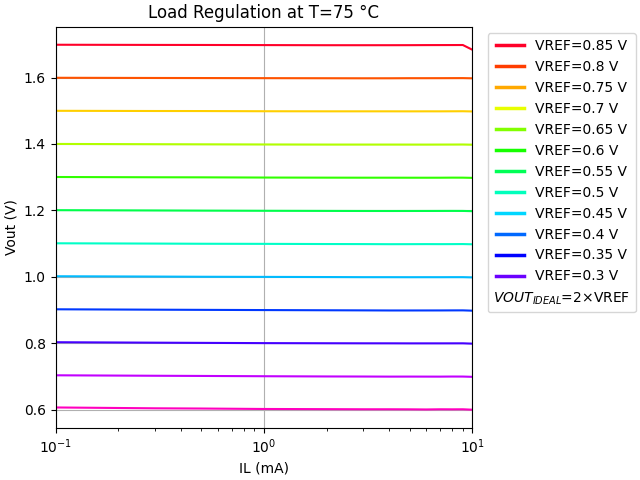 Load Regulation at T=75 °C
Vout (V)
1.6
1.4
1.2
1.0
0.8
0.6
10⁻¹ 10⁰ 10¹
IL (mA)
VREF=0.85 V
VREF=0.8 V
VREF=0.75 V
VREF=0.7 V
VREF=0.65 V
VREF=0.6 V
VREF=0.55 V
VREF=0.5 V
VREF=0.45 V
VREF=0.4 V
VREF=0.35 V
VREF=0.3 V
VOUT_IDEAL=2×VREF